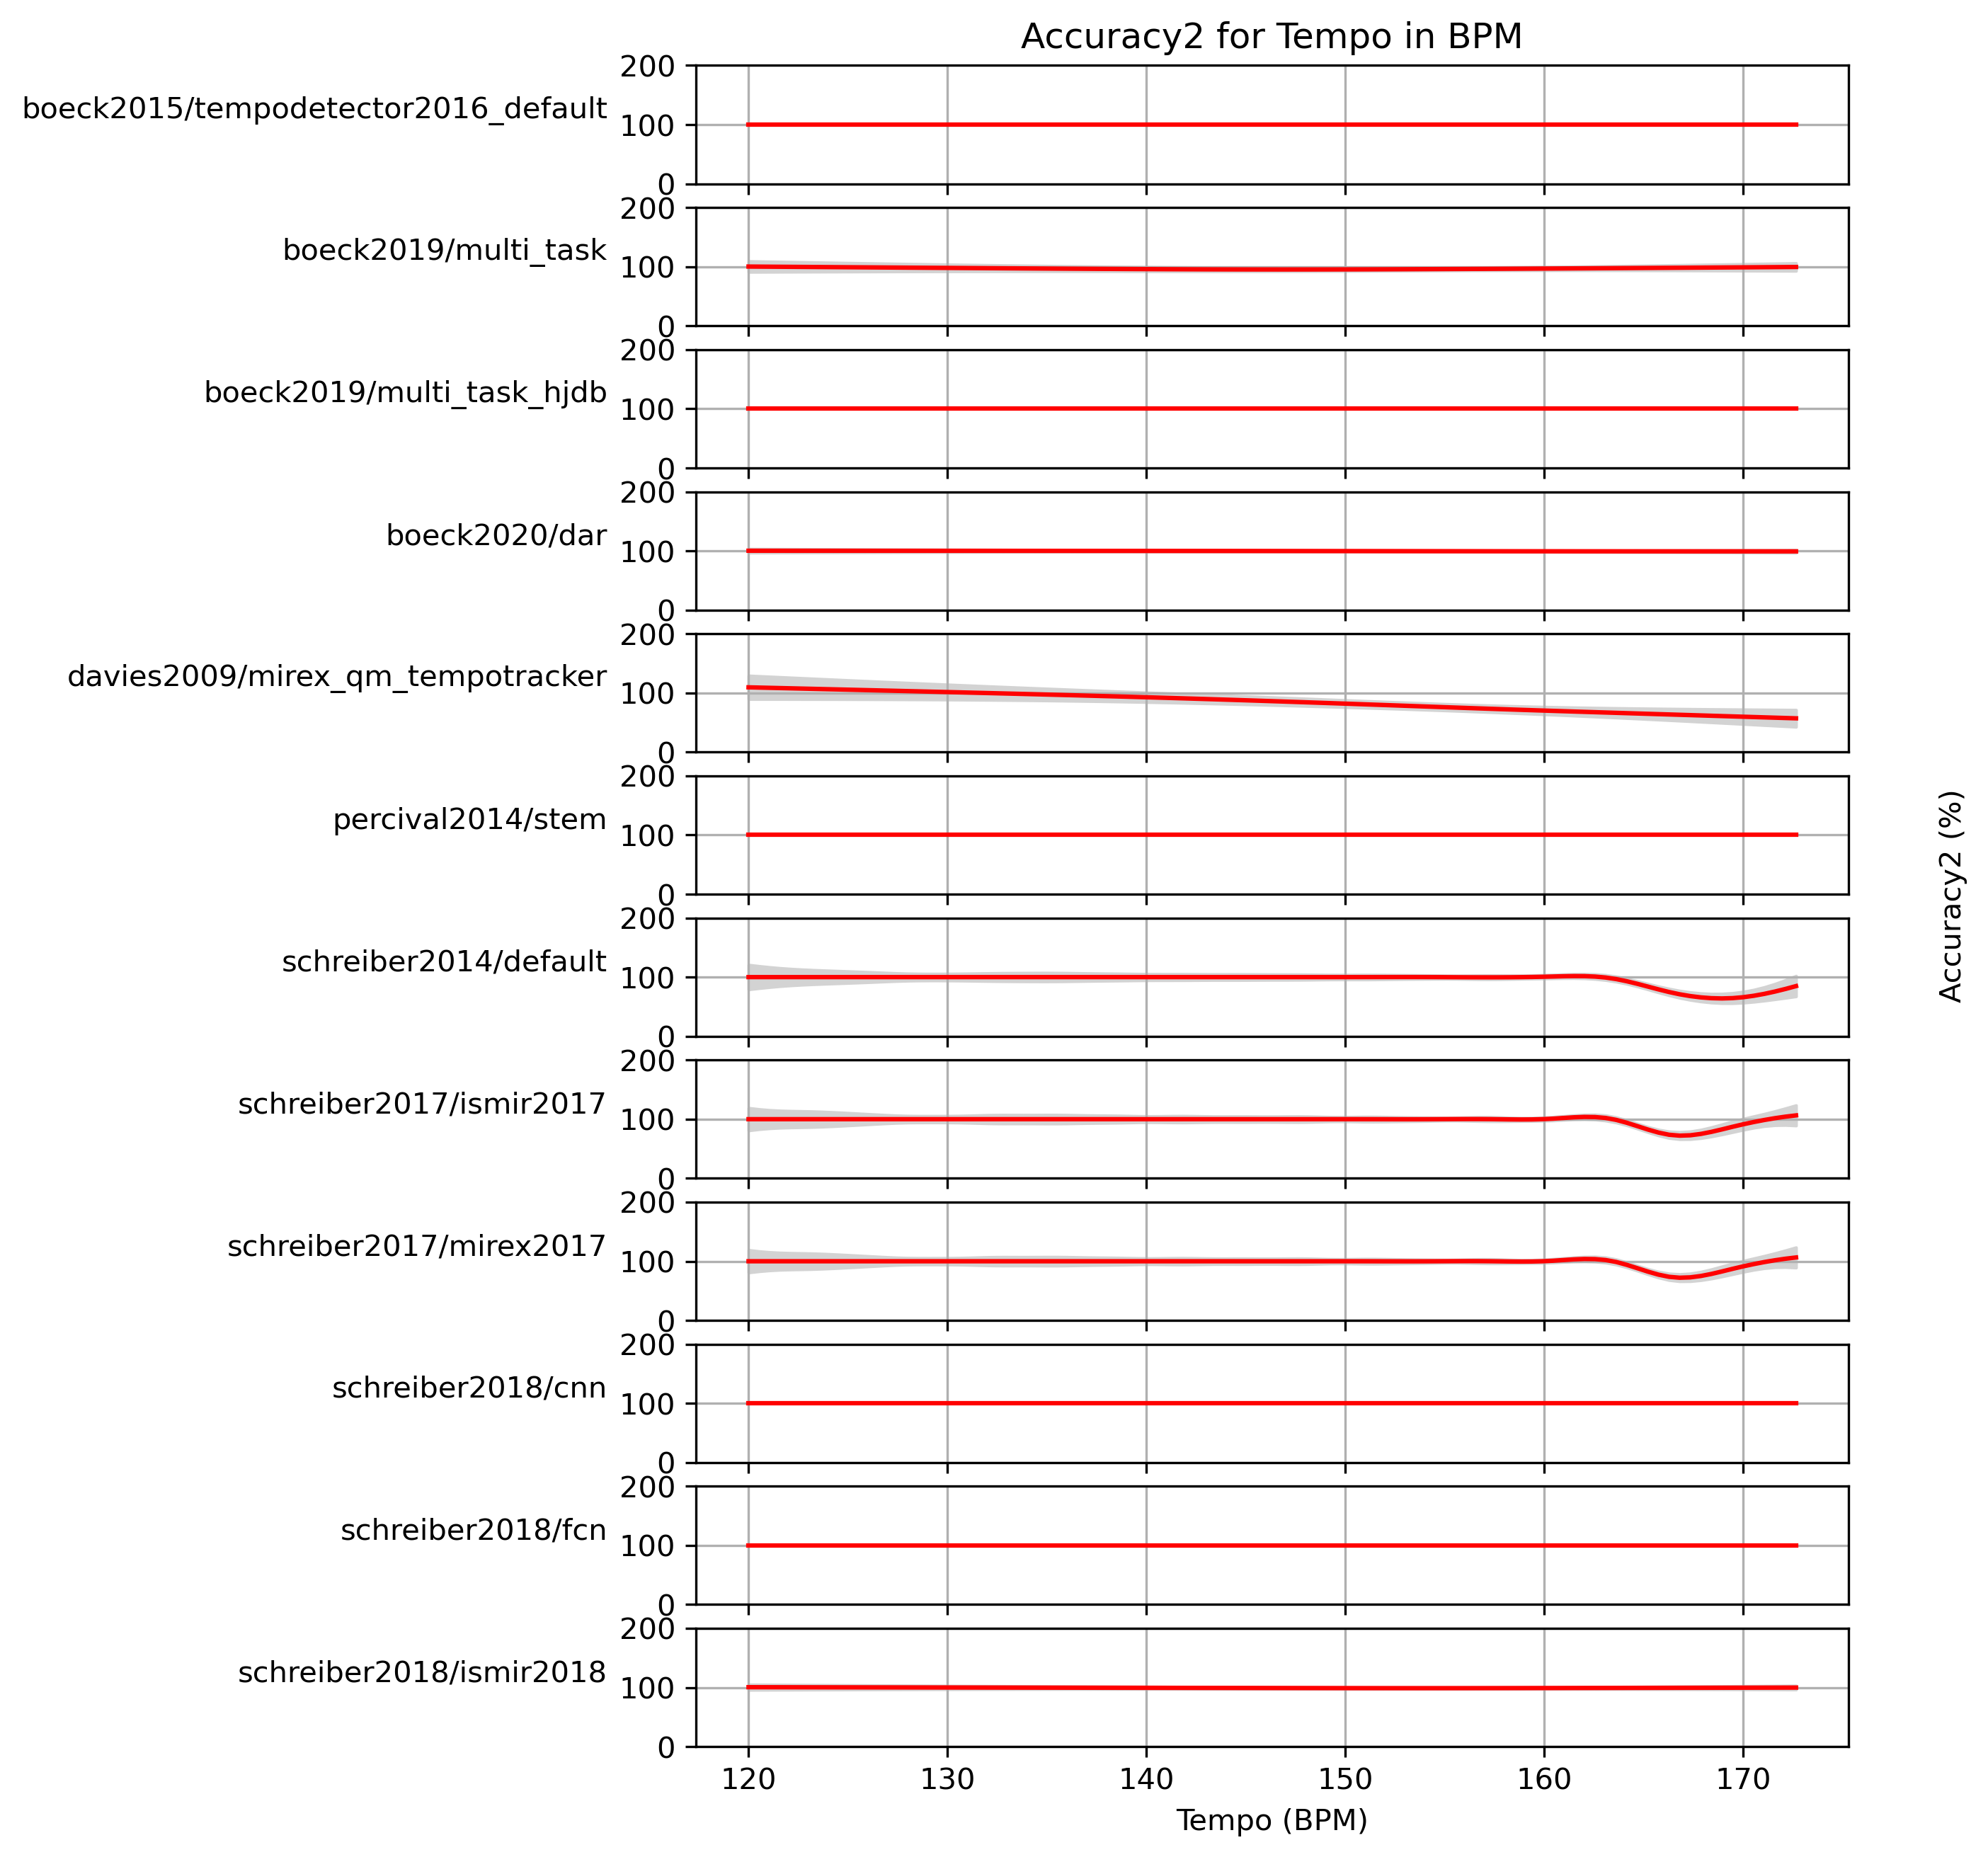 Accuracy2 for Tempo in BPM
boeck2015/tempodetector2016_default
200
100
0
boeck2019/multi_task
200
100
0
boeck2019/multi_task_hjdb
200
100
0
boeck2020/dar
200
100
0
davies2009/mirex_qm_tempotracker
200
100
0
percival2014/stem
200
100
0
schreiber2014/default
200
100
0
schreiber2017/ismir2017
200
100
0
schreiber2017/mirex2017
200
100
0
schreiber2018/cnn
200
100
0
schreiber2018/fcn
200
100
0
schreiber2018/ismir2018
200
100
0
120 130 140 150 160 170
Tempo (BPM)
Accuracy2 (%)